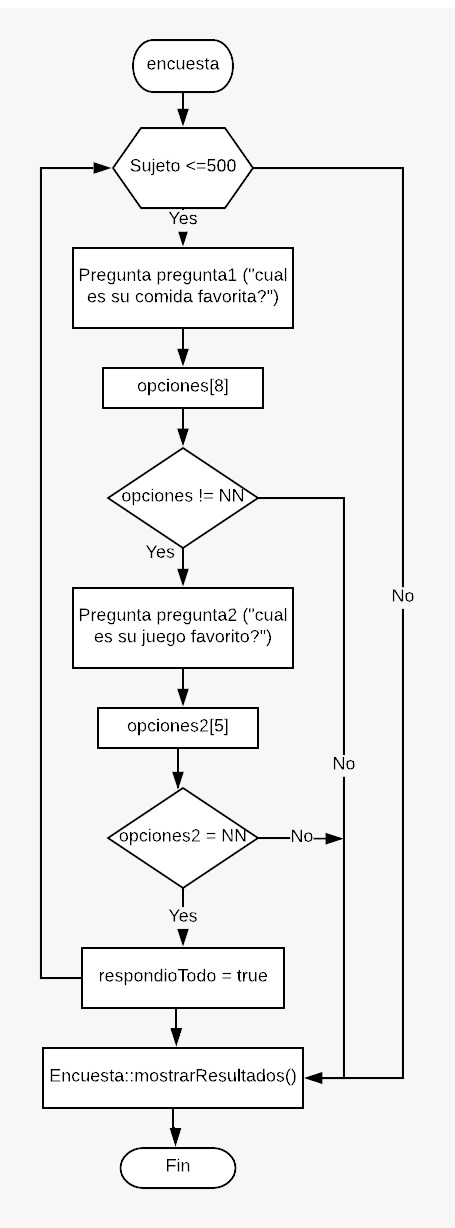 encuesta
Sujeto <=500
Yes
Pregunta pregunta1 ("cual
es su comida favorita?")
opciones[8]
opciones != NN
Yes
Pregunta pregunta2 ("cual
es su juego favorito?")
No
opciones2[5]
No
opciones2 = NN
No
Yes
respondioTodo = true
Encuesta::mostrarResultados()
Fin